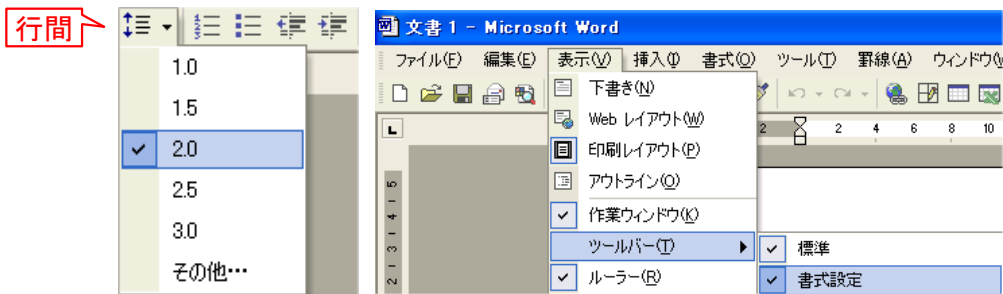 行間
1.0
1.5
2.0
2.5
3.0
その他…
文書 1 - Microsoft Word
ファイル(F) 編集(E) 表示(V) 挿入(I) 書式(O) ツール(T) 罫線(A) ウィンドウ(W
下書き(N)
Web レイアウト(W)
印刷レイアウト(P)
アウトライン(O)
作業ウィンドウ(K)
ツールバー(T)
ルーラー(R)
標準
書式設定
2 2 4 6 8 10
2 1 3 1 4 1 5